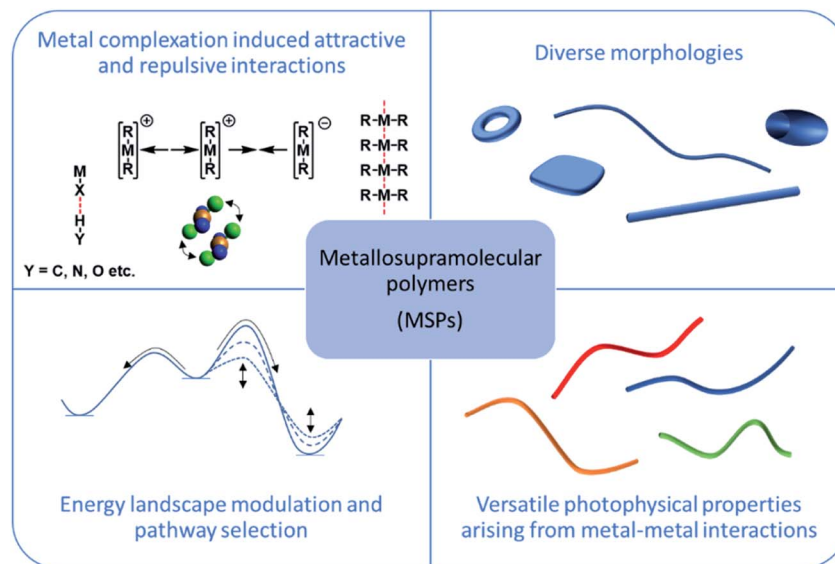 Metal complexation induced attractive
and repulsive interactions
R ⊕ R ⊕ R ⊖
M M M
R R R
R-M-R
R-M-R
R-M-R
R-M-R
M
X
H
Y
Y = C, N, O etc.
Diverse morphologies
Metallosupramolecular
polymers
(MSPs)
Energy landscape modulation and
pathway selection
Versatile photophysical properties
arising from metal-metal interactions